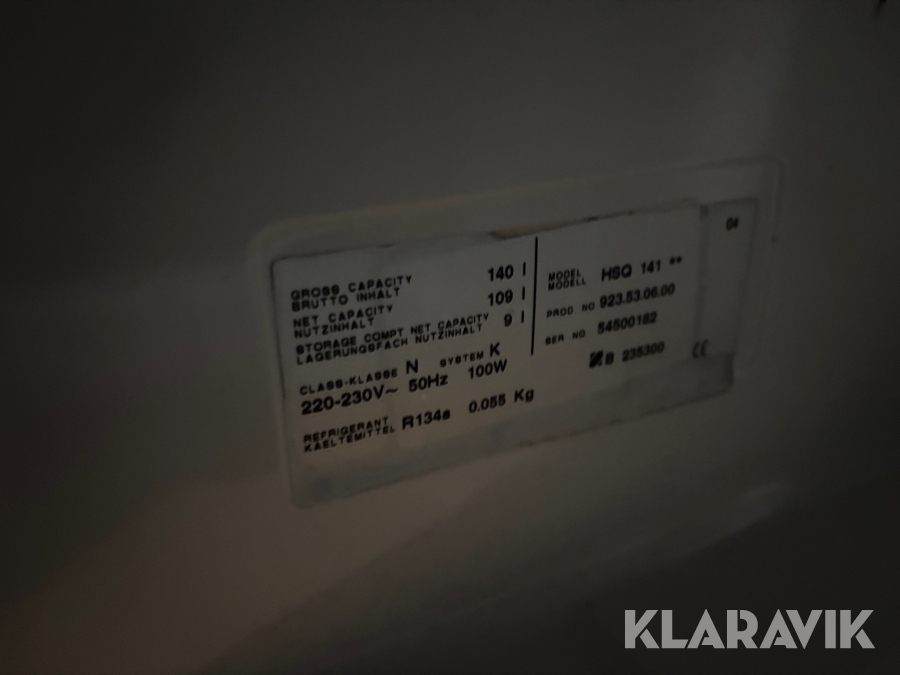 GROSS CAPACITY
BRUTTO INHALT 140 l
NET CAPACITY
NUTZINHALT 109 l
STORAGE COMPT NET CAPACITY
LAGERUNGSFACH NUTZINHALT 9 l
CLASS-KLASSE N SYSTEM K
220-230V~ 50Hz 100W
REFRIGERANT
KAELTEMITTEL R134a 0.055 Kg
MODEL
MODELL HSQ 141 **
PROD NO 923.53.06.00
SER NO 54500182
B 235300 CE
04
KLARAVIK